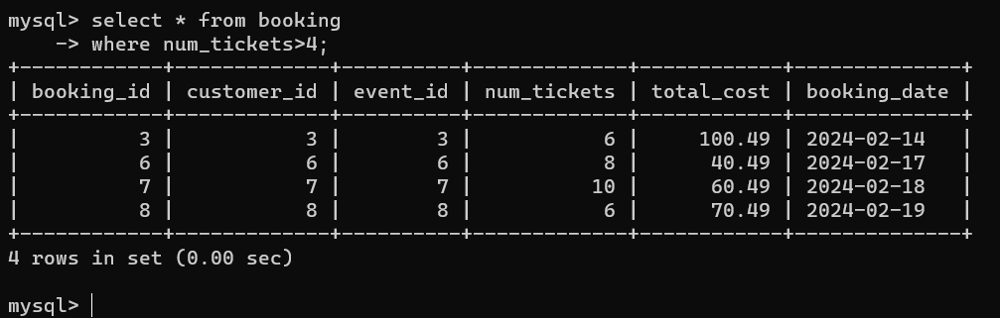 mysql> select * from booking
    -> where num_tickets>4;
+------------+-------------+----------+-------------+------------+--------------+
| booking_id | customer_id | event_id | num_tickets | total_cost | booking_date |
+------------+-------------+----------+-------------+------------+--------------+
|          3 |           3 |        3 |           6 |     100.49 | 2024-02-14   |
|          6 |           6 |        6 |           8 |      40.49 | 2024-02-17   |
|          7 |           7 |        7 |          10 |      60.49 | 2024-02-18   |
|          8 |           8 |        8 |           6 |      70.49 | 2024-02-19   |
+------------+-------------+----------+-------------+------------+--------------+
4 rows in set (0.00 sec)
mysql>